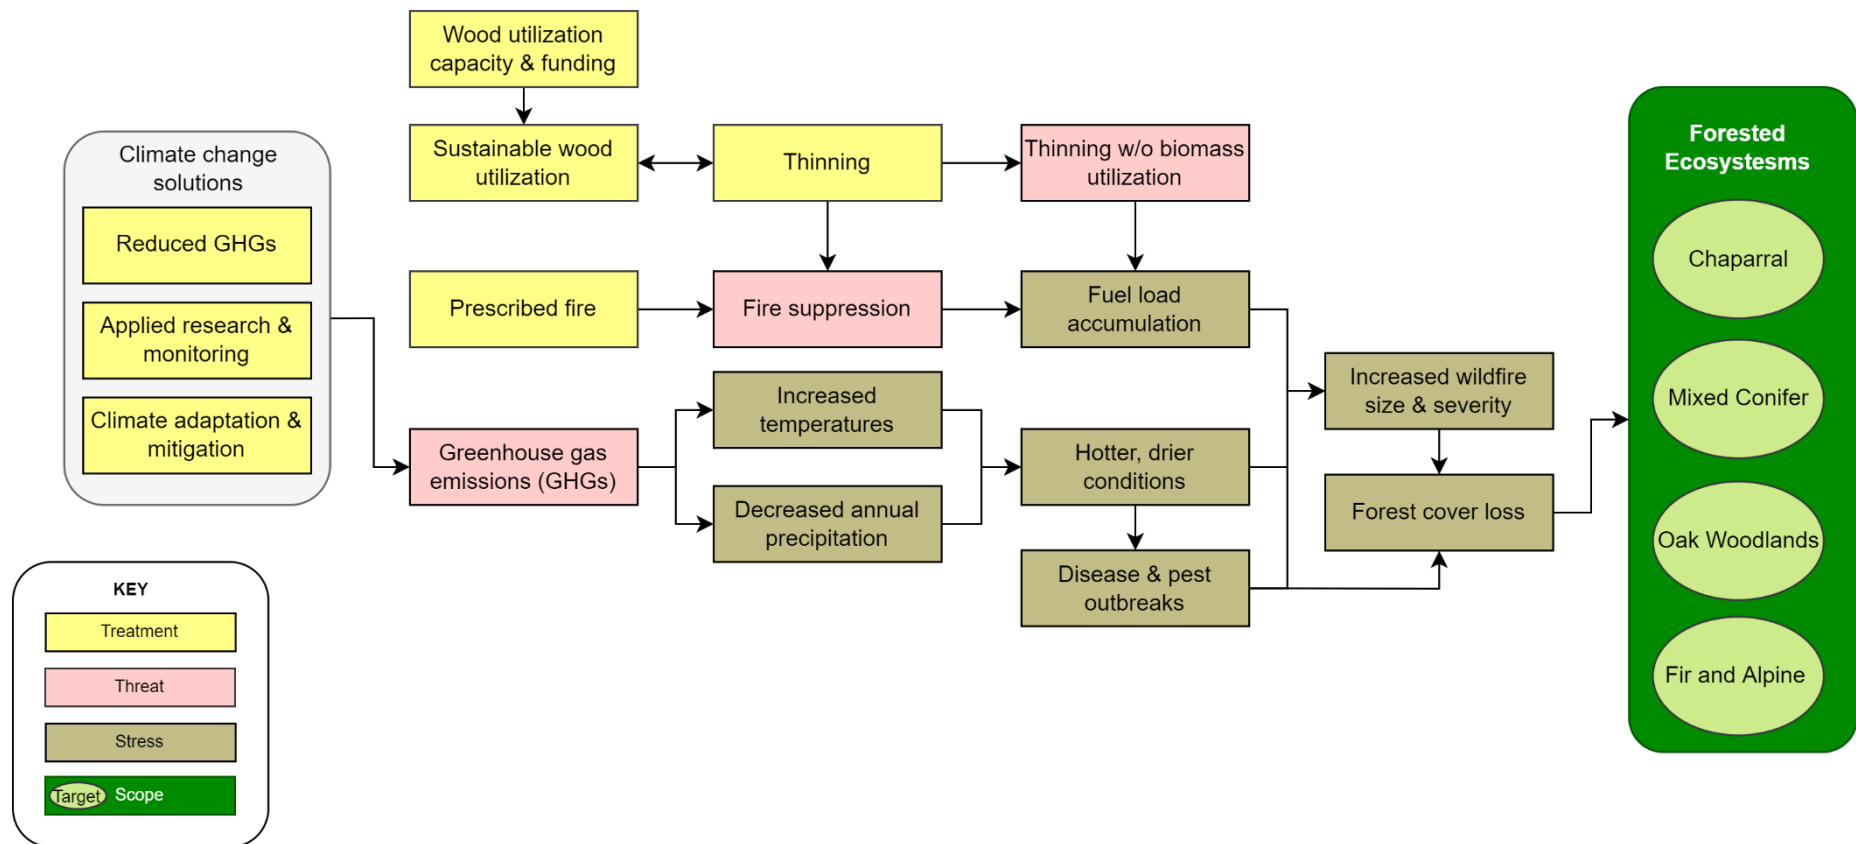 Wood utilization
capacity & funding
Climate change
solutions
Reduced GHGs
Applied research &
monitoring
Climate adaptation &
mitigation
Sustainable wood
utilization
Thinning
Thinning w/o biomass
utilization
Prescribed fire
Fire suppression
Fuel load
accumulation
Greenhouse gas
emissions (GHGs)
Increased
temperatures
Decreased annual
precipitation
Hotter, drier
conditions
Disease & pest
outbreaks
Increased wildfire
size & severity
Forest cover loss
Forested
Ecosystesms
Chaparral
Mixed Conifer
Oak Woodlands
Fir and Alpine
KEY
Treatment
Threat
Stress
Target Scope